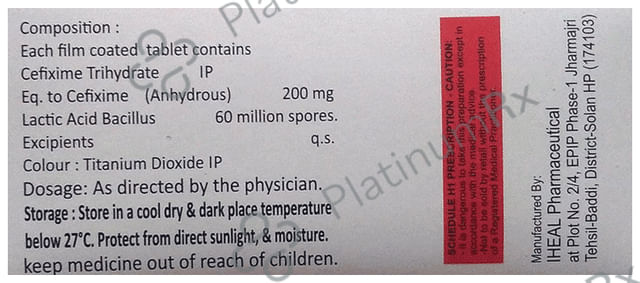 Composition :
Each film coated tablet contains
Cefixime Trihydrate IP
Eq. to Cefixime (Anhydrous) 200 mg
Lactic Acid Bacillus 60 million spores.
Excipients q.s.
Colour : Titanium Dioxide IP
Dosage: As directed by the physician.
Storage : Store in a cool dry & dark place temperature
below 27°C. Protect from direct sunlight, & moisture.
keep medicine out of reach of children.
SCHEDULE H1 PRESCRIPTION - CAUTION:
- It is dangerous to take this preparation except in
accordance with the medical advice.
-Not to be sold by retail without the prescription
of a Registered Medical Practitioner.
Manufactured By:
IHEAL Pharmaceutical
at Plot No. 2/4, EPIP Phase-1 Jharmajri
Tehsil-Baddi, District-Solan HP (174103)
PlatinumRx